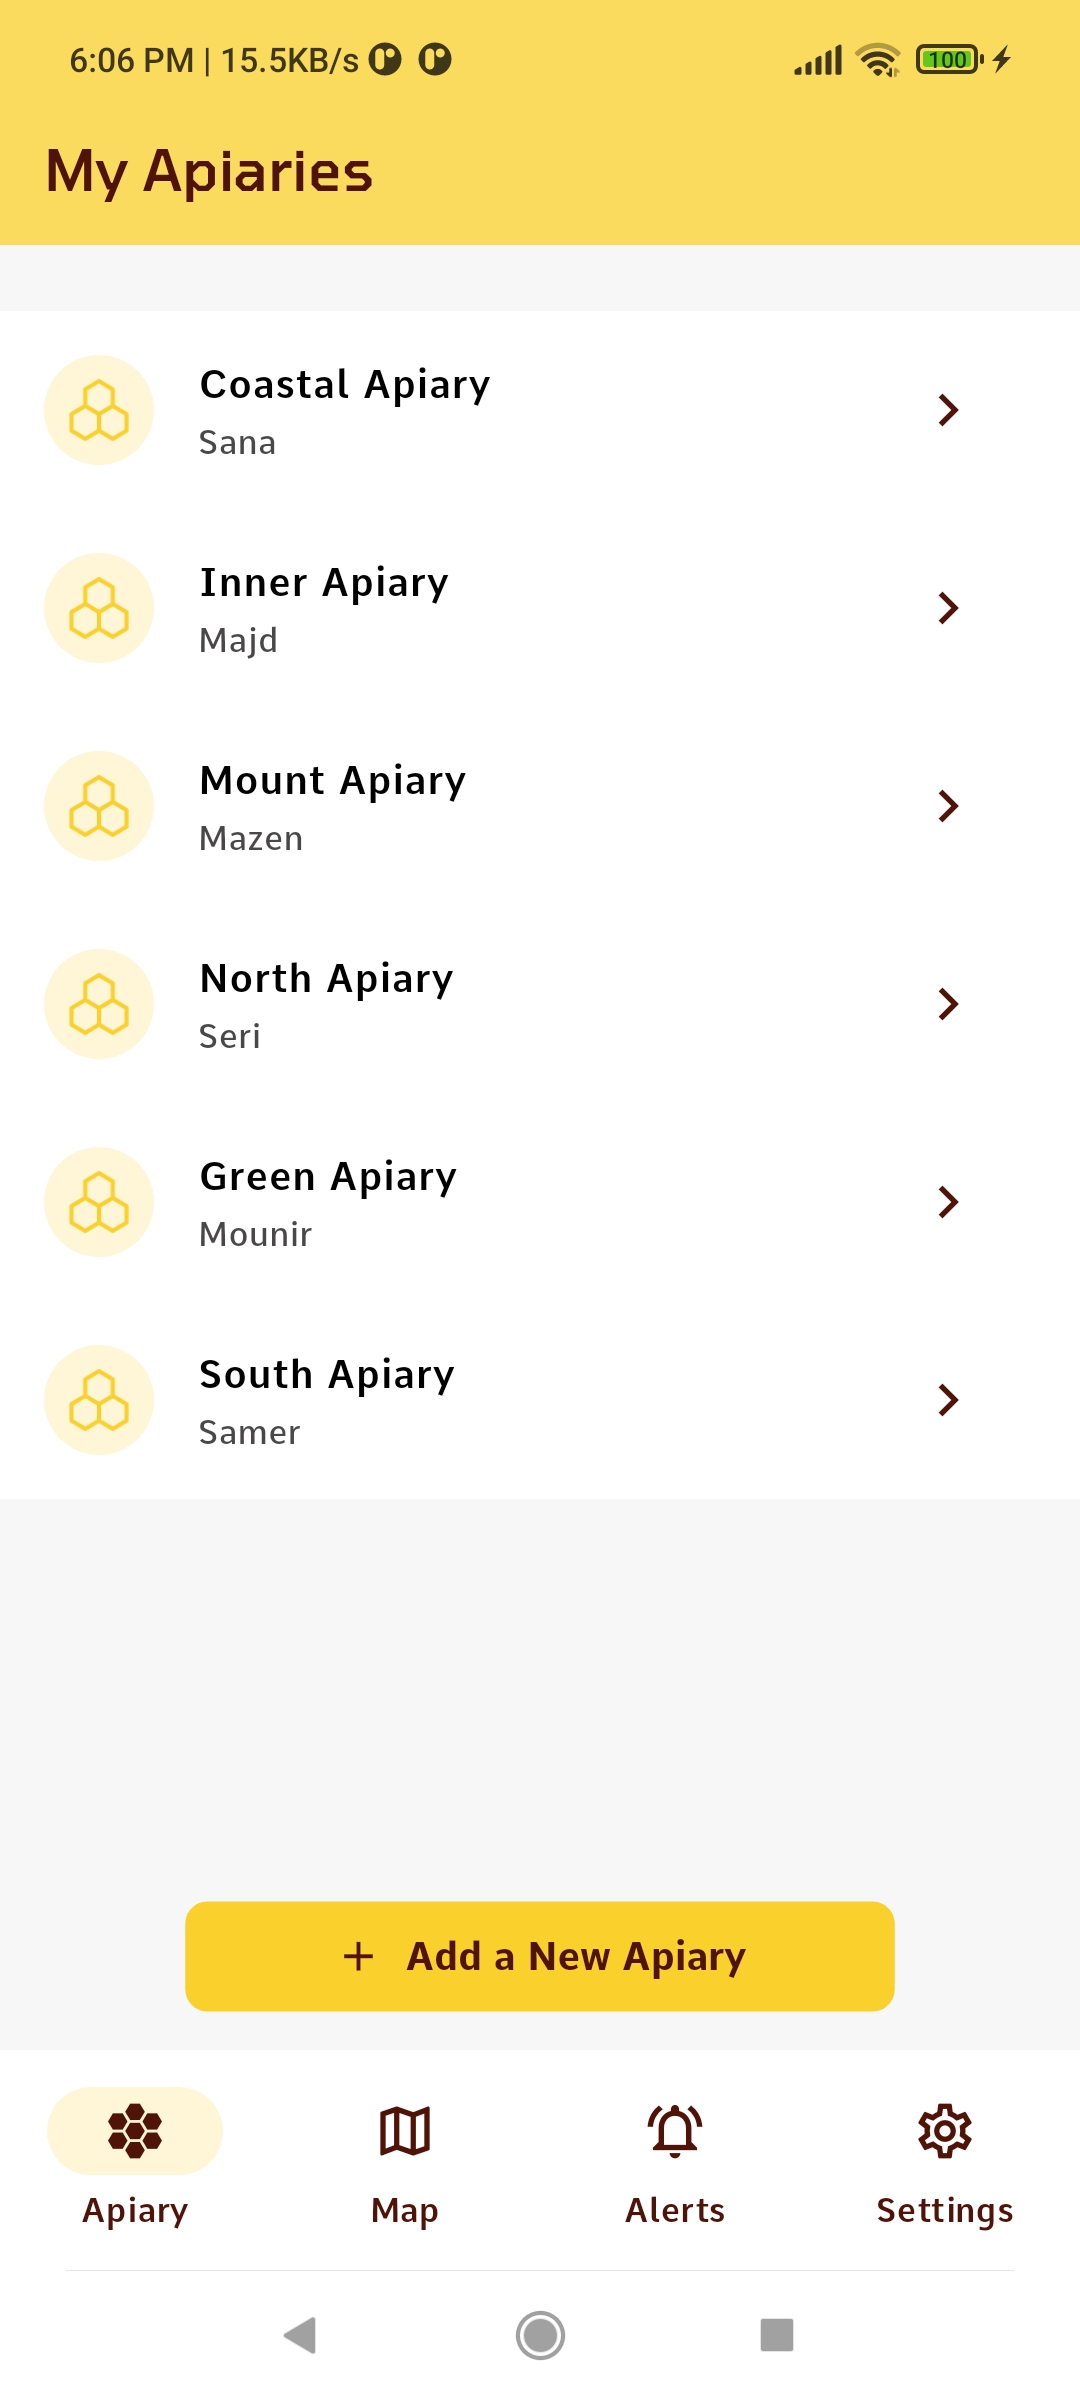 6:06 PM | 15.5KB/s 100
My Apiaries
Coastal Apiary
Sana
Inner Apiary
Majd
Mount Apiary
Mazen
North Apiary
Seri
Green Apiary
Mounir
South Apiary
Samer
+ Add a New Apiary
Apiary Map Alerts Settings